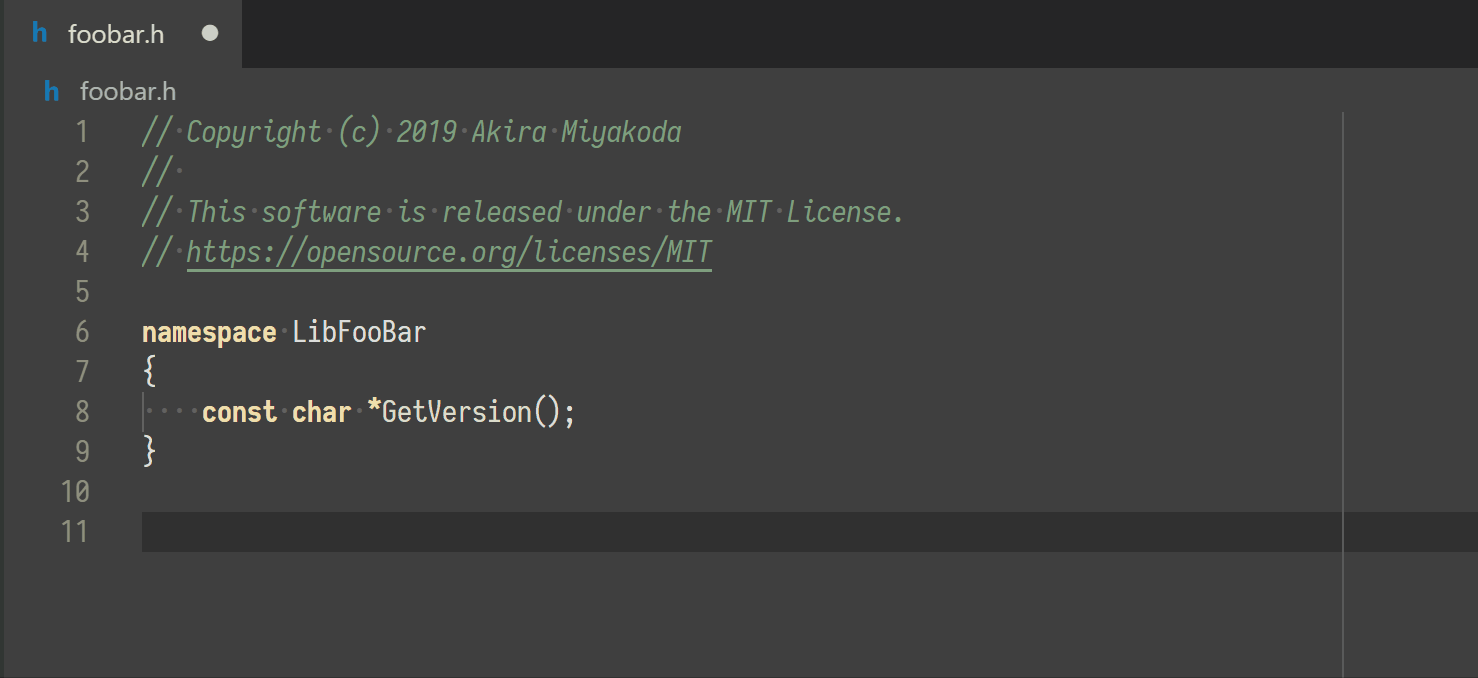 h foobar.h
h foobar.h
1 // Copyright (c) 2019 Akira Miyakoda
2 //
3 // This software is released under the MIT License.
4 // https://opensource.org/licenses/MIT
5
6 namespace LibFooBar
7 {
8     const char *GetVersion();
9 }
10
11